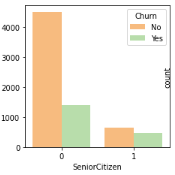 Churn
No
Yes
4000
3000
2000
1000
0
0
1
SeniorCitizen
count